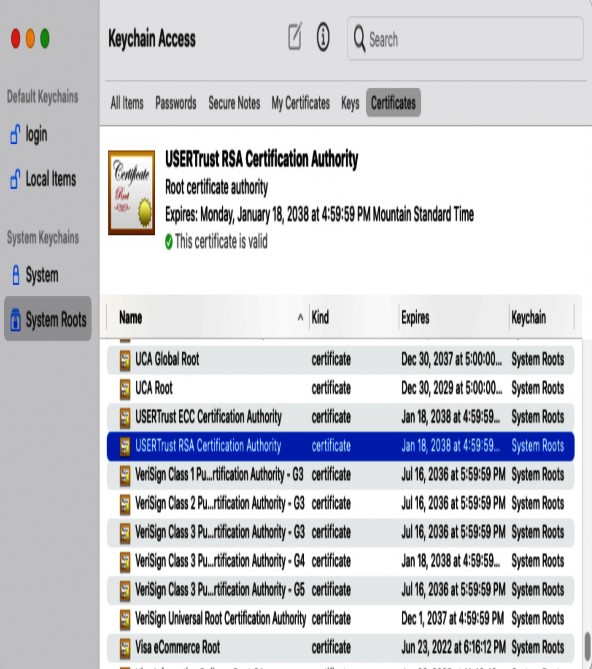 Keychain Access
Search
Default Keychains
login
Local Items
System Keychains
System
System Roots
All Items Passwords Secure Notes My Certificates Keys Certificates
Certificate
Root
USERTrust RSA Certification Authority
Root certificate authority
Expires: Monday, January 18, 2038 at 4:59:59 PM Mountain Standard Time
This certificate is valid
Name Kind Expires Keychain
UCA Global Root certificate Dec 30, 2037 at 5:00:00... System Roots
UCA Root certificate Dec 30, 2029 at 5:00:00... System Roots
USERTrust ECC Certification Authority certificate Jan 18, 2038 at 4:59:59... System Roots
USERTrust RSA Certification Authority certificate Jan 18, 2038 at 4:59:59... System Roots
VeriSign Class 1 Pu...rtification Authority - G3 certificate Jul 16, 2036 at 5:59:59 PM System Roots
VeriSign Class 2 Pu...rtification Authority - G3 certificate Jul 16, 2036 at 5:59:59 PM System Roots
VeriSign Class 3 Pu...rtification Authority - G3 certificate Jul 16, 2036 at 5:59:59 PM System Roots
VeriSign Class 3 Pu...rtification Authority - G4 certificate Jan 18, 2038 at 4:59:59... System Roots
VeriSign Class 3 Pu...rtification Authority - G5 certificate Jul 16, 2036 at 5:59:59 PM System Roots
VeriSign Universal Root Certification Authority certificate Dec 1, 2037 at 4:59:59 PM System Roots
Visa eCommerce Root certificate Jun 23, 2022 at 6:16:12 PM System Roots